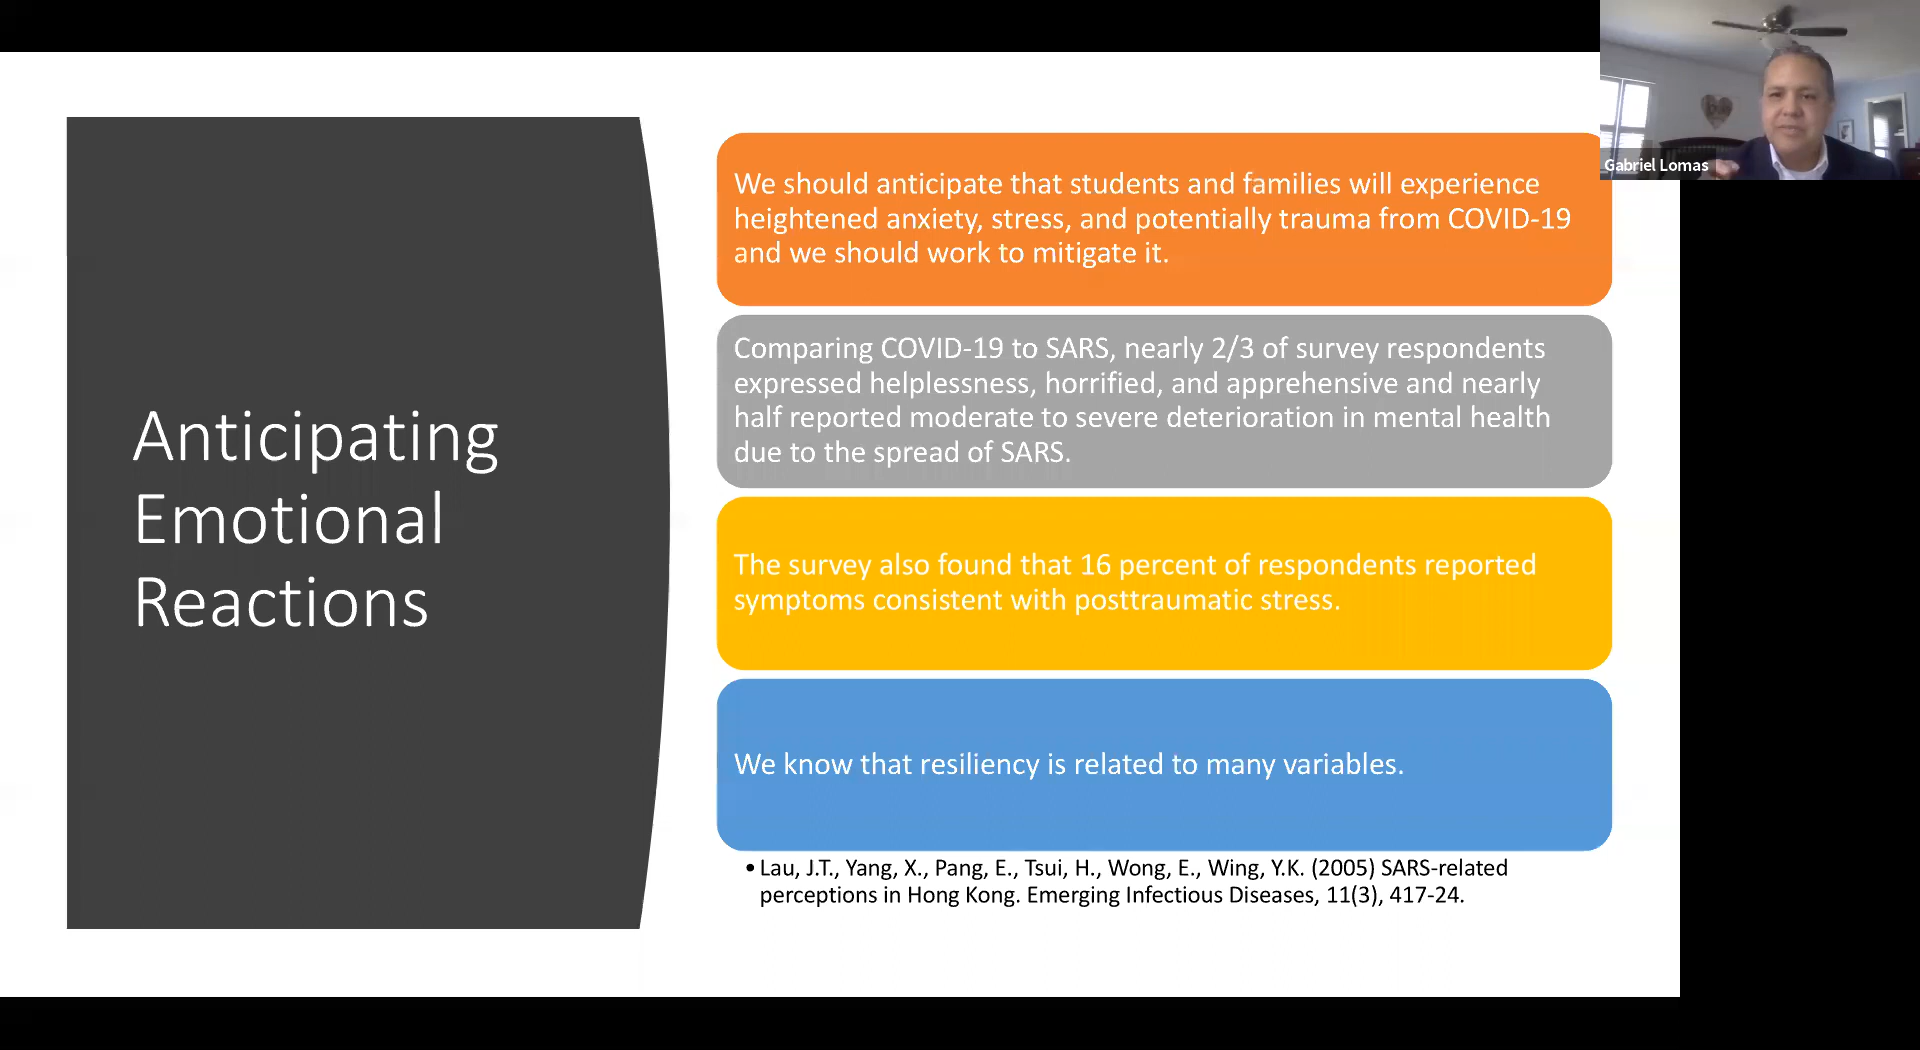 Anticipating
Emotional
Reactions
We should anticipate that students and families will experience
heightened anxiety, stress, and potentially trauma from COVID-19
and we should work to mitigate it.
Comparing COVID-19 to SARS, nearly 2/3 of survey respondents
expressed helplessness, horrified, and apprehensive and nearly
half reported moderate to severe deterioration in mental health
due to the spread of SARS.
The survey also found that 16 percent of respondents reported
symptoms consistent with posttraumatic stress.
We know that resiliency is related to many variables.
• Lau, J.T., Yang, X., Pang, E., Tsui, H., Wong, E., Wing, Y.K. (2005) SARS-related
perceptions in Hong Kong. Emerging Infectious Diseases, 11(3), 417-24.
Gabriel Lomas